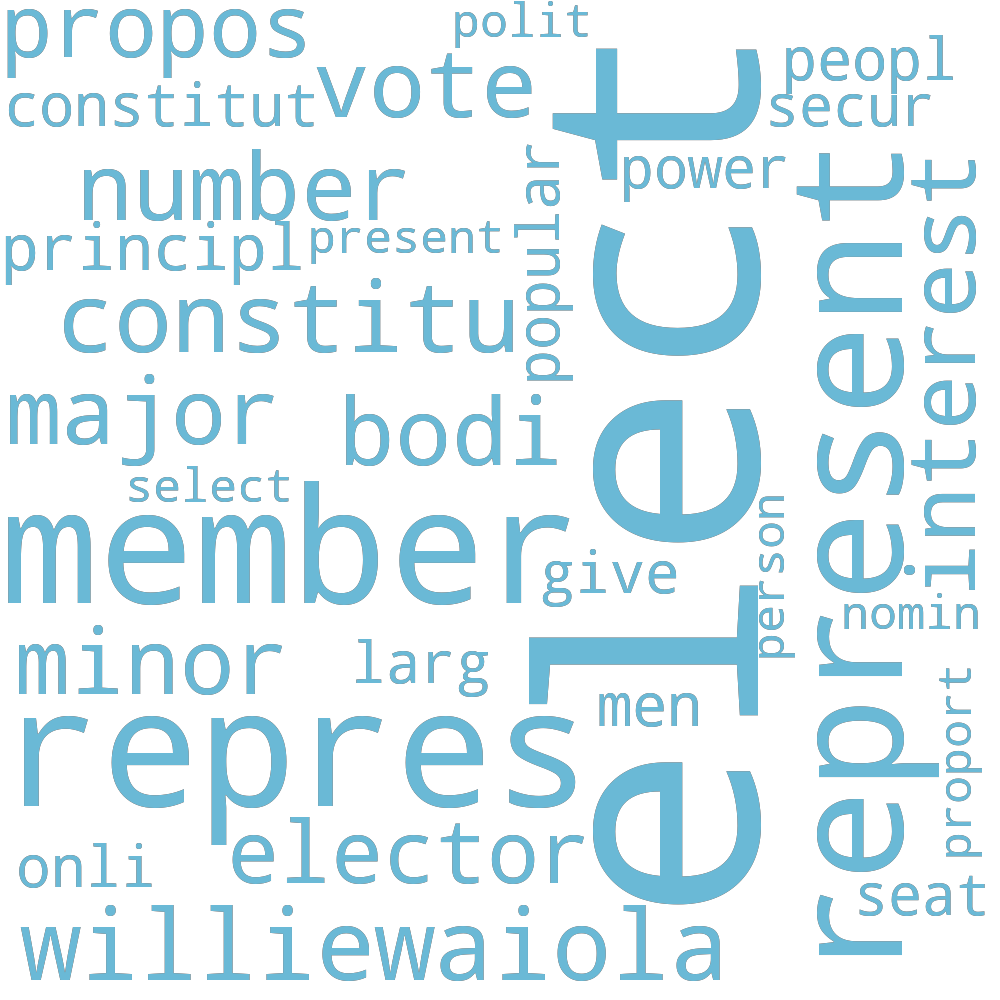 propos
polit
peopl
constitut
vote
secur
number
power
principl
present
popular
elect
represent
interest
constitu
major
bodi
select
member
give
person
nomin
minor
larg
men
repres
proport
elector
onli
seat
williewaiola